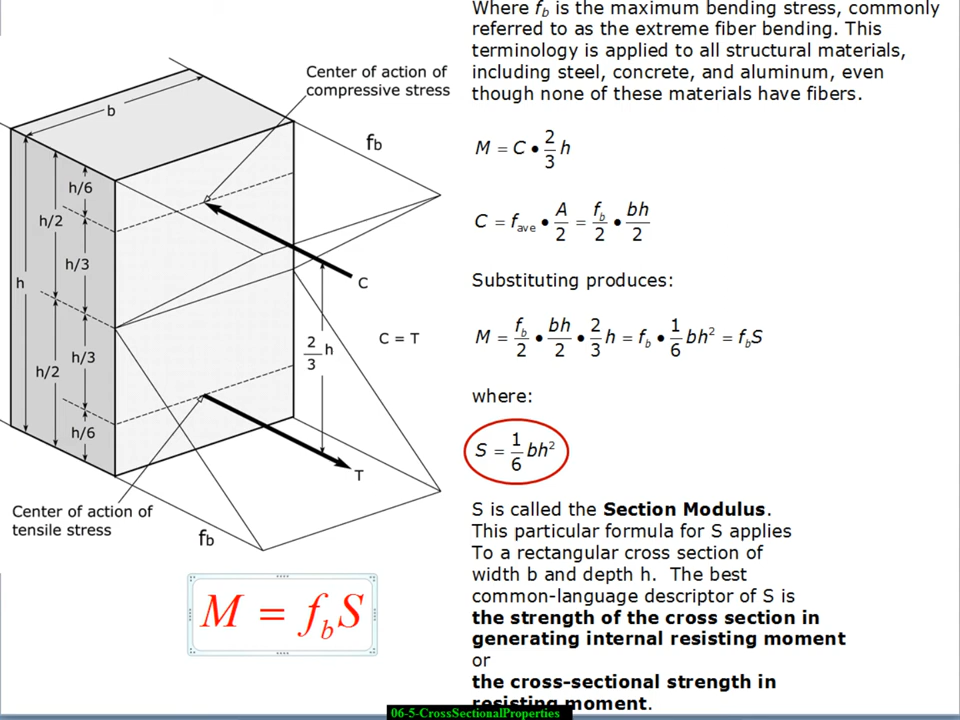 Where fb is the maximum bending stress, commonly
referred to as the extreme fiber bending. This
terminology is applied to all structural materials,
including steel, concrete, and aluminum, even
though none of these materials have fibers.
M = C • 2/3 h
C = fave • A/2 = fb/2 • bh/2
Substituting produces:
M = fb/2 • bh/2 • 2/3 h = fb • 1/6 bh² = fbS
where:
S = 1/6 bh²
S is called the Section Modulus.
This particular formula for S applies
To a rectangular cross section of
width b and depth h. The best
common-language descriptor of S is
the strength of the cross section in
generating internal resisting moment
or
the cross-sectional strength in
resisting moment.
Center of action of
compressive stress
b
fb
h/6
h/2
h/3
h
C
C = T
2/3 h
h/3
h/2
h/6
T
Center of action of
tensile stress
fb
M = fbS
06-5-CrossSectionalProperties